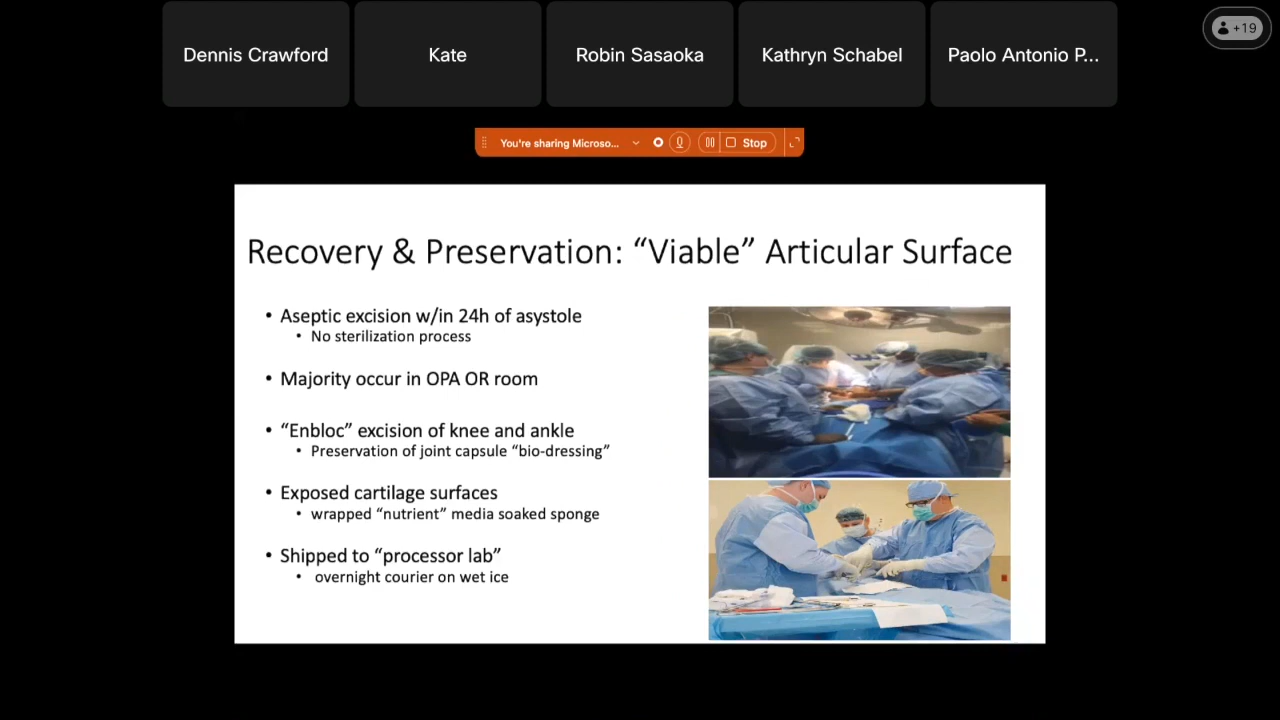 Dennis Crawford
Kate
Robin Sasaoka
Kathryn Schabel
Paolo Antonio P...
+19
You're sharing Microso...
Stop
Recovery & Preservation: “Viable” Articular Surface
• Aseptic excision w/in 24h of asystole
• No sterilization process
• Majority occur in OPA OR room
• “Enbloc” excision of knee and ankle
• Preservation of joint capsule “bio-dressing”
• Exposed cartilage surfaces
• wrapped “nutrient” media soaked sponge
• Shipped to “processor lab”
• overnight courier on wet ice